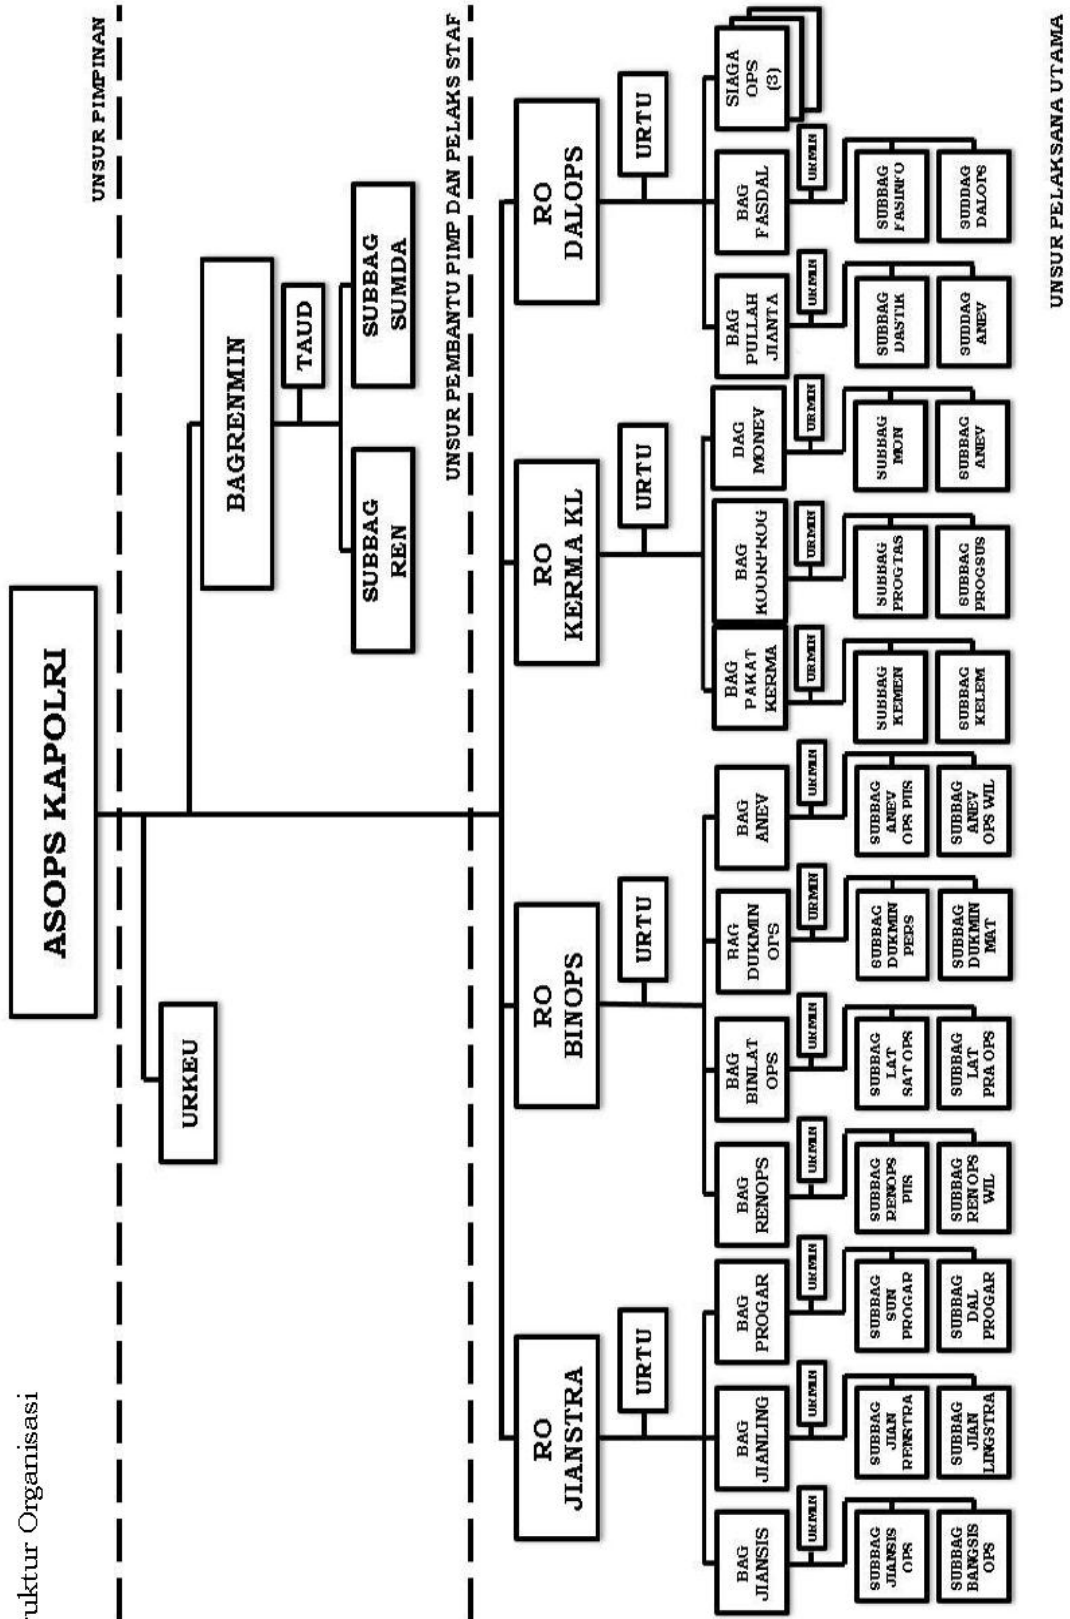 ruktur Organisasi
ASOPS KAPOLRI
UNSUR PIMPINAN
URKEU
BAGRENMIN
TAUD
SUBBAG
REN
SUBBAG
SUMDA
UNSUR PEMBANTU PIMP DAN PELAKS STAF
RO
JIANSTRA
URTU
RO
BINOPS
URTU
RO
KERMA KL
URTU
RO
DALOPS
URTU
BAG
JIANSIS
URMIN
SUBBAG
JIANSIS
OPS
SUBBAG
BANGSIS
OPS
BAG
JIANLING
URMIN
SUBBAG
JIAN
RENSTRA
SUBBAG
JIAN
LINGSTRA
BAG
PROGAR
URMIN
SUBBAG
SUN
PROGAR
SUBBAG
DAL
PROGAR
BAG
RENOPS
URMIN
SUBBAG
RENOPS
PUS
SUBBAG
REN OPS
WIL
BAG
BINLAT
OPS
URMIN
SUBBAG
LAT
SAT OPS
SUBBAG
LAT
PRA OPS
BAG
DUKMIN
OPS
URMIN
SUBBAG
DUKMIN
PERS
SUBBAG
DUKMIN
MAT
BAG
ANEV
URMIN
SUBBAG
ANEV
OPS PUS
SUBBAG
ANEV
OPS WIL
BAG
PAKAT
KERMA
URMIN
SUBBAG
KEMEN
SUBBAG
KELEM
BAG
KOORPROG
URMIN
SUBBAG
PROGTAS
SUBBAG
PROGSUS
DAG
MONEV
URMIN
SUBBAG
MON
SUBBAG
ANEV
BAG
PULLAH
JIANTA
URMIN
SUBBAG
DASTIK
SUDDAG
ANEV
BAG
FASDAL
URMIN
SUBBAG
FASINFO
SUDDAG
DALOPS
SIAGA
OPS
(3)
UNSUR PELAKSANA UTAMA